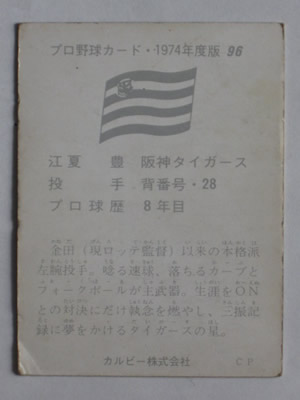 プロ野球カード・1974年度版 96
江夏 豊 阪神タイガース
投手 背番号・28
プロ球歴 8年目
金田（現ロッテ監督）以来の本格派
左腕投手。唸る速球、落ちるカーブと
フォークボールが主武器。生涯をON
との対決にだけ執念を燃やし、三振記
録に夢をかけるタイガースの星。
カルビー株式会社 CP